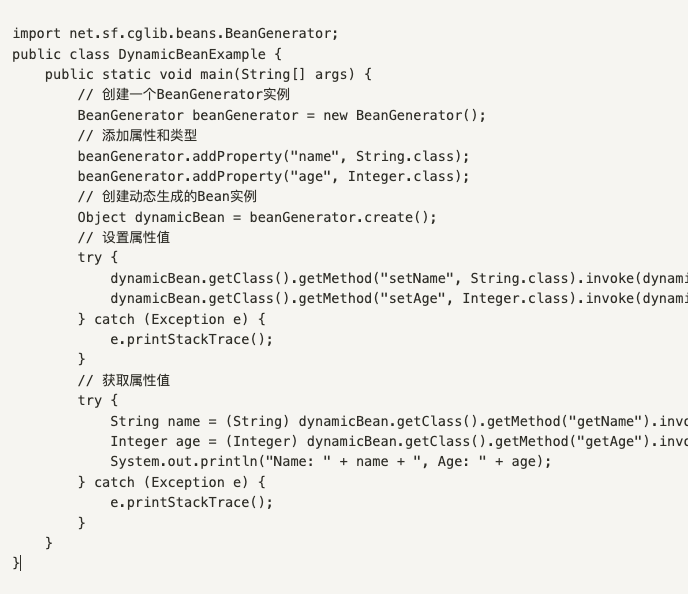 import net.sf.cglib.beans.BeanGenerator;
public class DynamicBeanExample {
    public static void main(String[] args) {
        // 创建一个BeanGenerator实例
        BeanGenerator beanGenerator = new BeanGenerator();
        // 添加属性和类型
        beanGenerator.addProperty("name", String.class);
        beanGenerator.addProperty("age", Integer.class);
        // 创建动态生成的Bean实例
        Object dynamicBean = beanGenerator.create();
        // 设置属性值
        try {
            dynamicBean.getClass().getMethod("setName", String.class).invoke(dynami
            dynamicBean.getClass().getMethod("setAge", Integer.class).invoke(dynami
        } catch (Exception e) {
            e.printStackTrace();
        }
        // 获取属性值
        try {
            String name = (String) dynamicBean.getClass().getMethod("getName").invo
            Integer age = (Integer) dynamicBean.getClass().getMethod("getAge").invo
            System.out.println("Name: " + name + ", Age: " + age);
        } catch (Exception e) {
            e.printStackTrace();
        }
    }
}